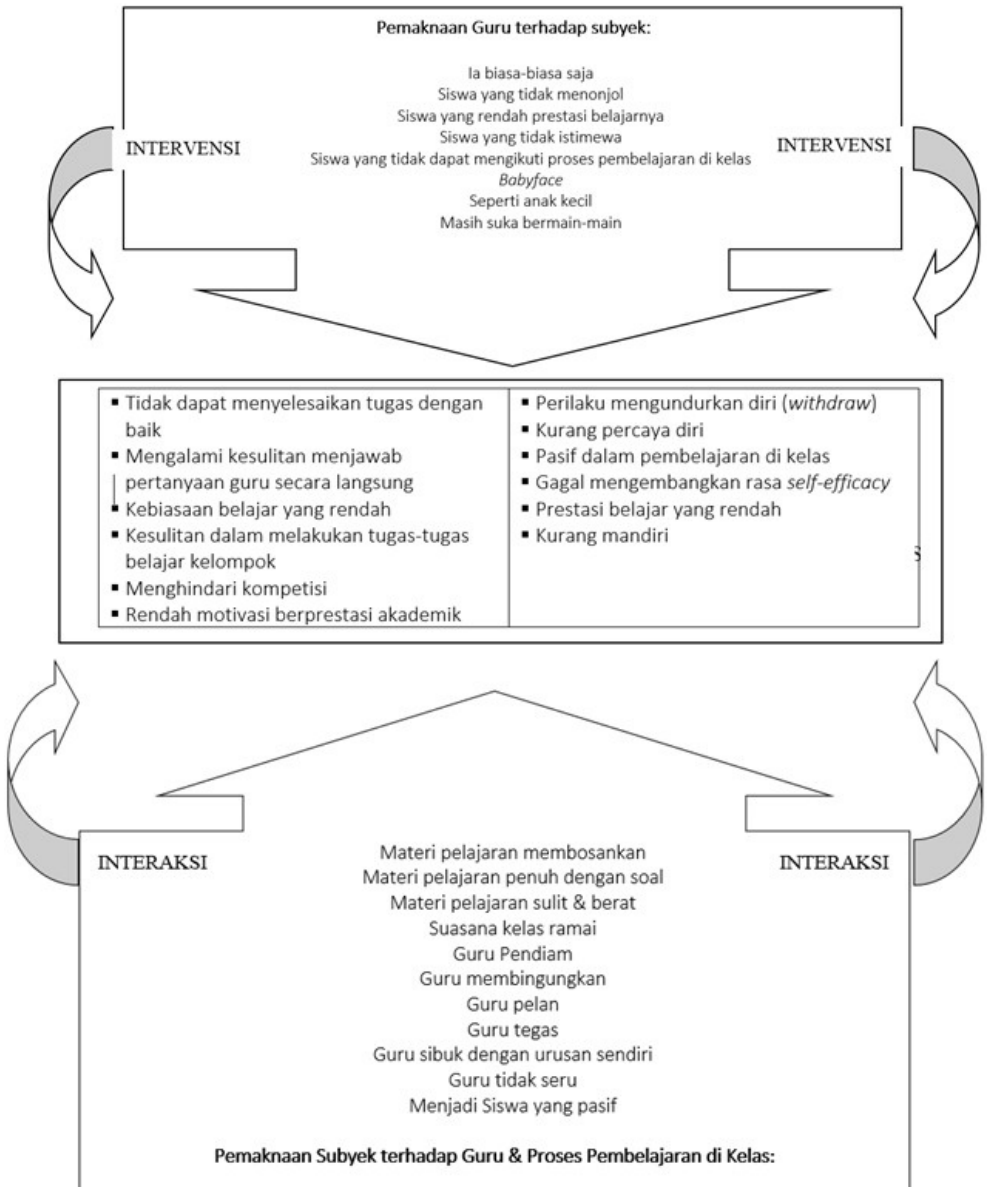 Pemaknaan Guru terhadap subyek:
Ia biasa-biasa saja
Siswa yang tidak menonjol
Siswa yang rendah prestasi belajarnya
INTERVENSI
Siswa yang tidak istimewa
INTERVENSI
Siswa yang tidak dapat mengikuti proses pembelajaran di kelas
Babyface
Seperti anak kecil
Masih suka bermain-main
▪ Tidak dapat menyelesaikan tugas dengan
baik
▪ Mengalami kesulitan menjawab
pertanyaan guru secara langsung
▪ Kebiasaan belajar yang rendah
▪ Kesulitan dalam melakukan tugas-tugas
belajar kelompok
▪ Menghindari kompetisi
▪ Rendah motivasi berprestasi akademik
▪ Perilaku mengundurkan diri (withdraw)
▪ Kurang percaya diri
▪ Pasif dalam pembelajaran di kelas
▪ Gagal mengembangkan rasa self-efficacy
▪ Prestasi belajar yang rendah
▪ Kurang mandiri
INTERAKSI
INTERAKSI
Materi pelajaran membosankan
Materi pelajaran penuh dengan soal
Materi pelajaran sulit & berat
Suasana kelas ramai
Guru Pendiam
Guru membingungkan
Guru pelan
Guru tegas
Guru sibuk dengan urusan sendiri
Guru tidak seru
Menjadi Siswa yang pasif
Pemaknaan Subyek terhadap Guru & Proses Pembelajaran di Kelas: